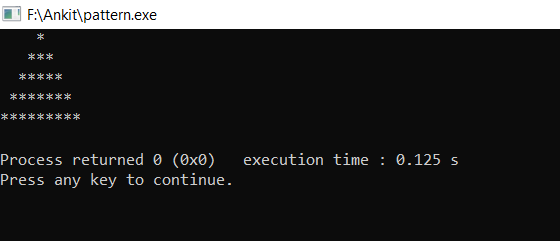 F:\Ankit\pattern.exe
    *
   ***
  *****
 *******
*********
Process returned 0 (0x0)   execution time : 0.125 s
Press any key to continue.